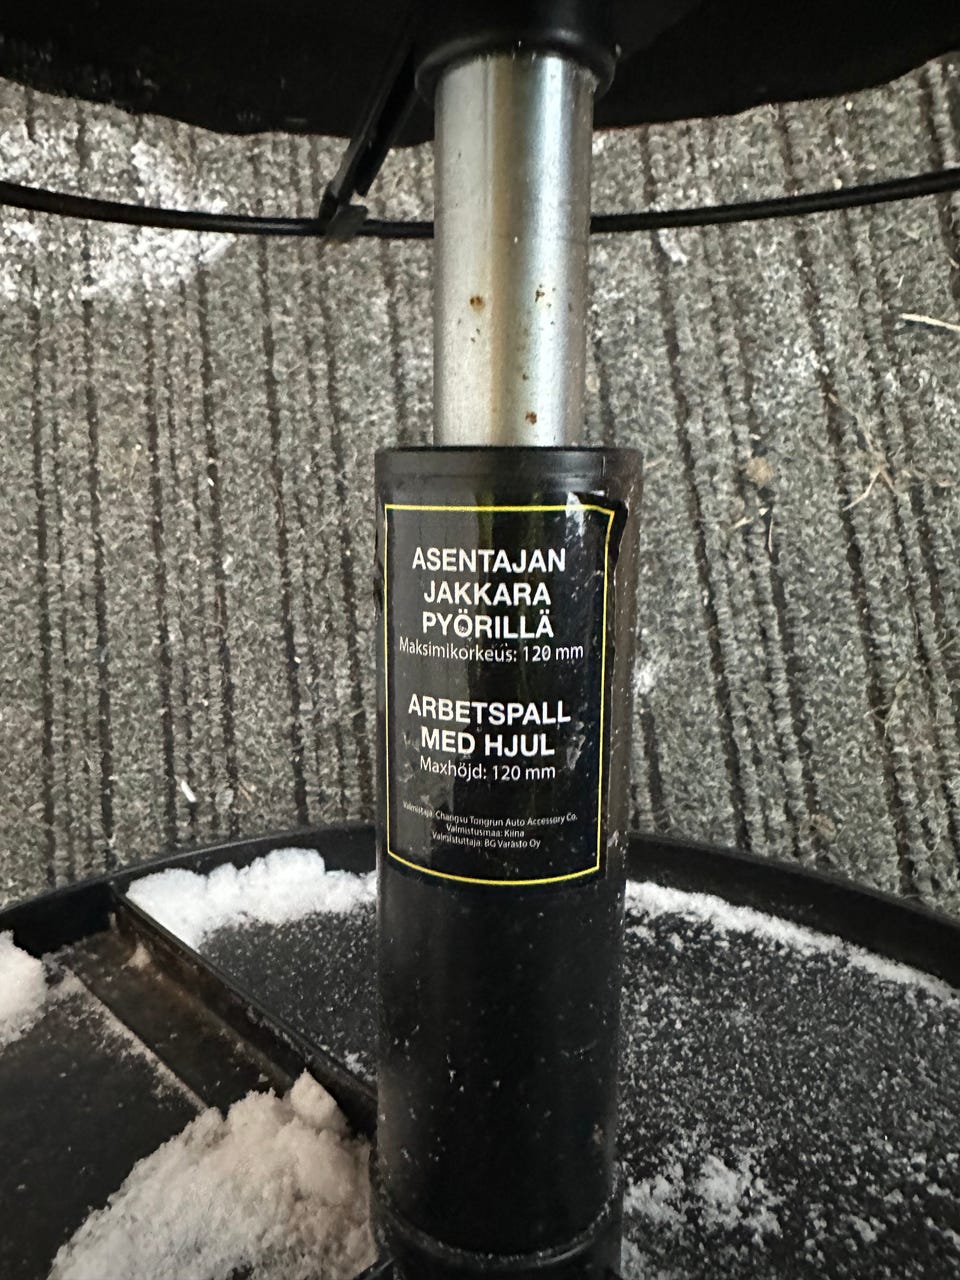 ASENTAJAN
JAKKARA
PYÖRILLÄ
Maksimikorkeus: 120 mm
ARBETSPALL
MED HJUL
Maxhöjd: 120 mm
Valmistaja: Changsu Tongrun Auto Accessory Co.
Valmistusmaa: Kiina
Valmistuttaja: BG Varasto Oy